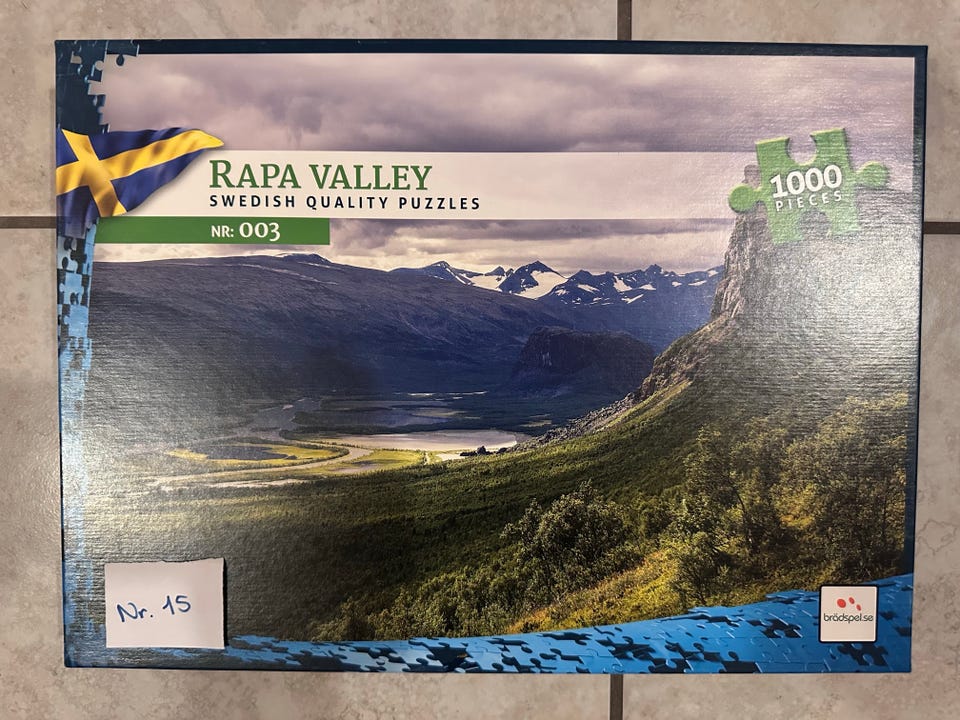 RAPA VALLEY
SWEDISH QUALITY PUZZLES
NR: 003
1000
PIECES
Nr. 15
brädspel.se